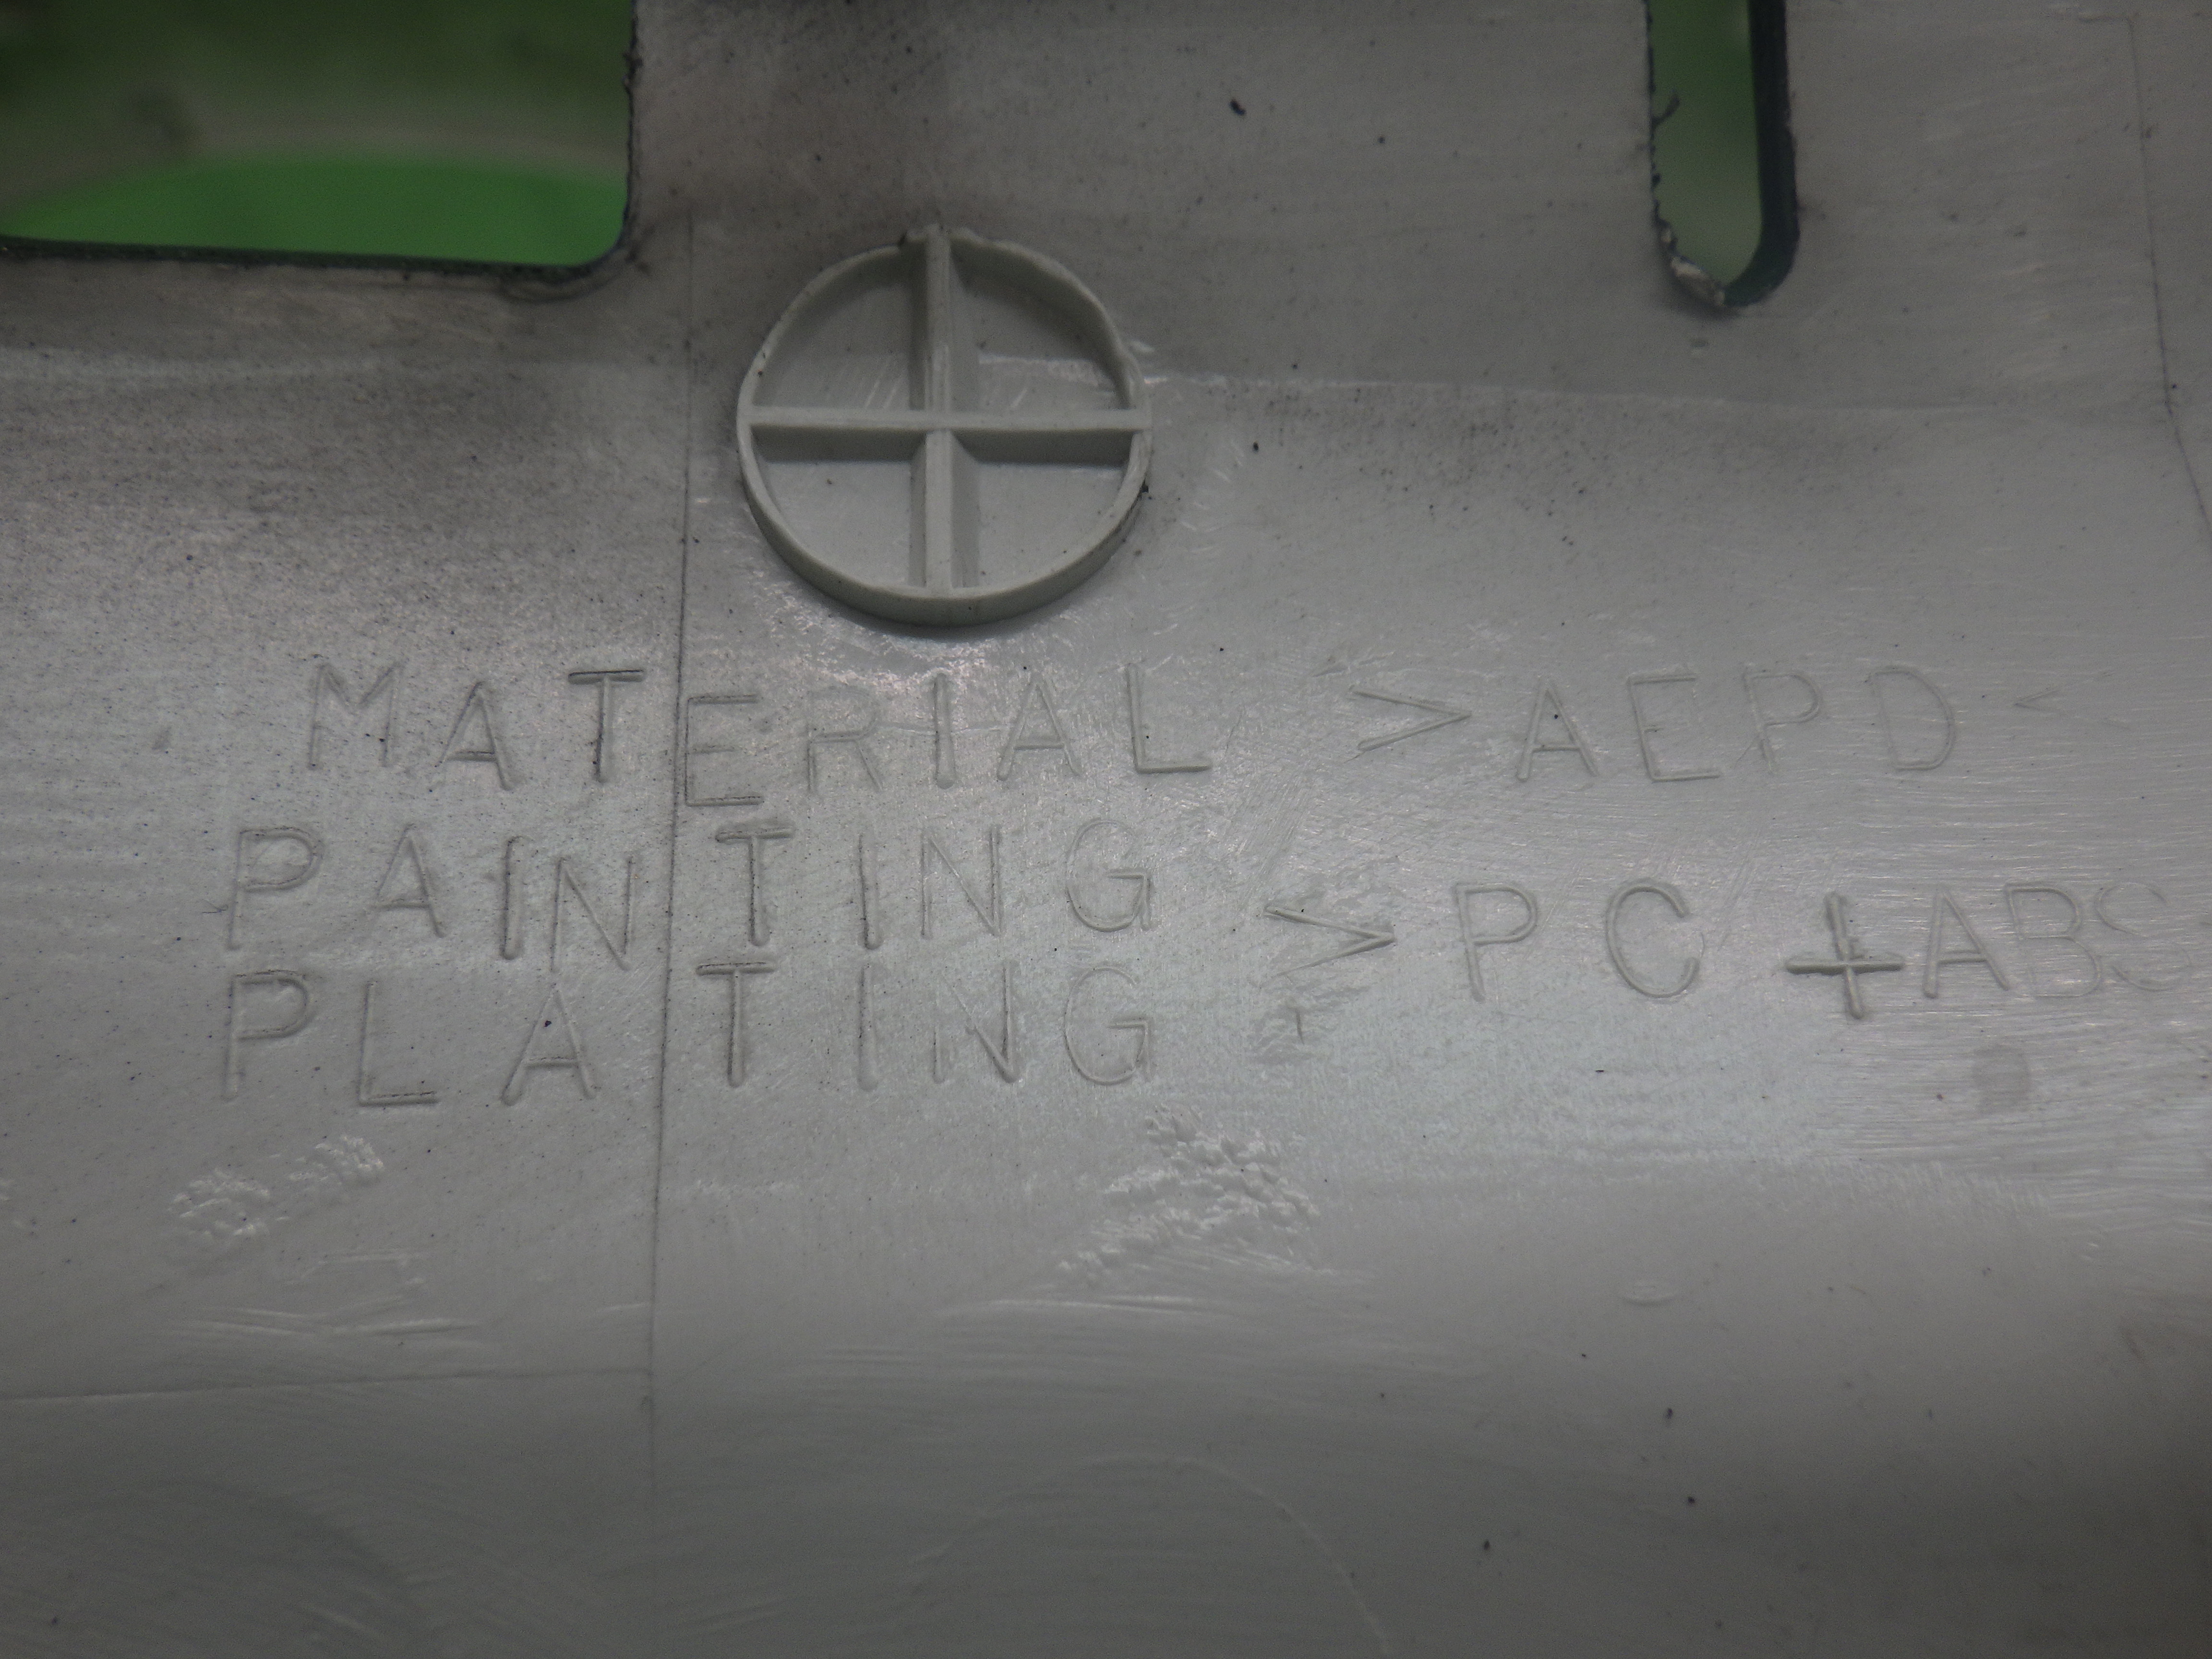 MATERIAL >AEPD<
PAINTING
>PC+ABS
PLATING